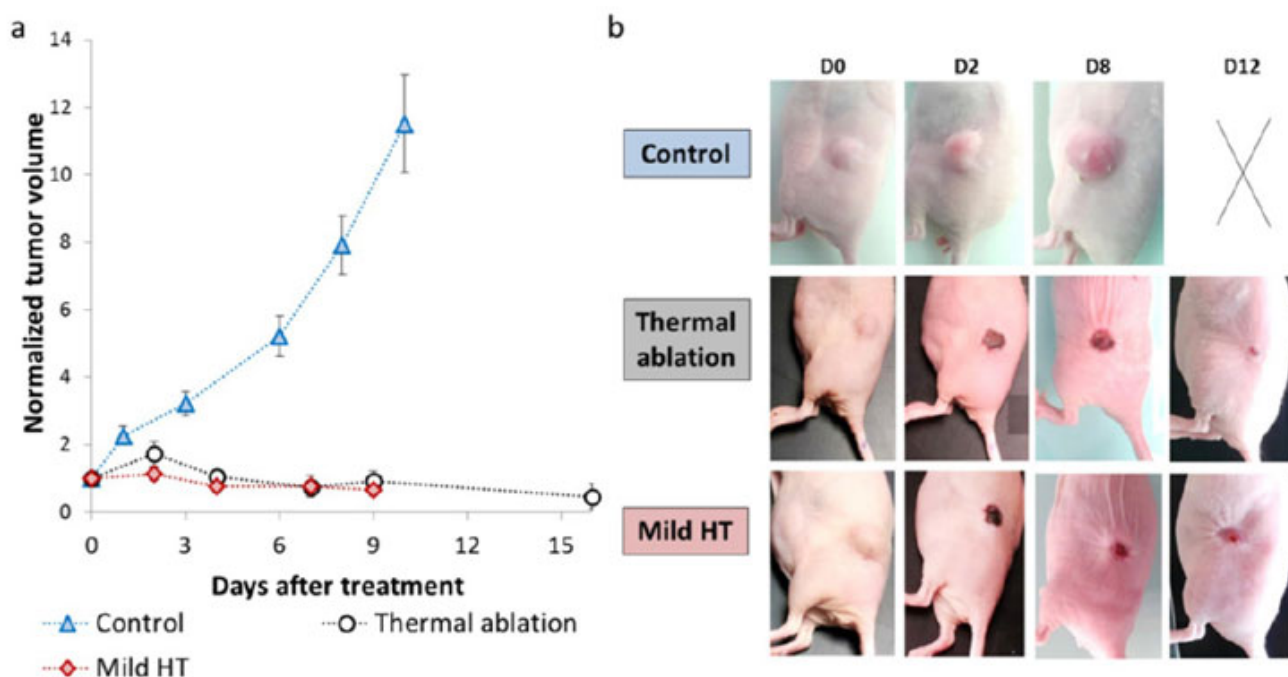 a
Normalized tumor volume
14
12
10
8
6
4
2
0
0 3 6 9 12 15
Days after treatment
Control
Thermal ablation
Mild HT
b
D0 D2 D8 D12
Control
Thermal
ablation
Mild HT